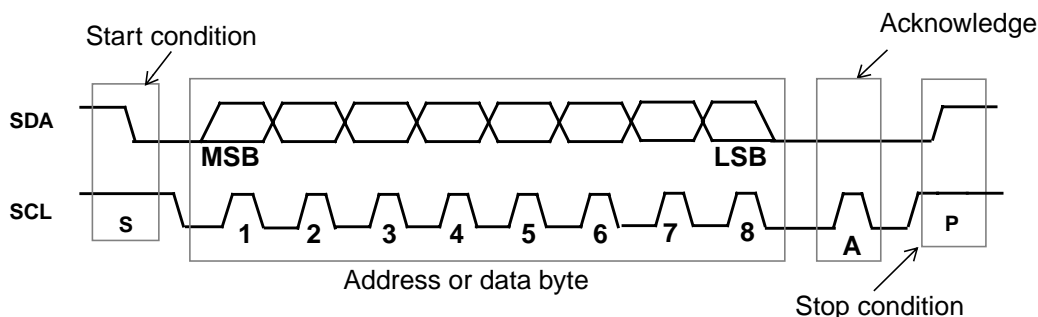 Acknowledge
Start condition
SDA
MSB LSB
SCL
S 1 2 3 4 5 6 7 8 A P
Address or data byte
Stop condition